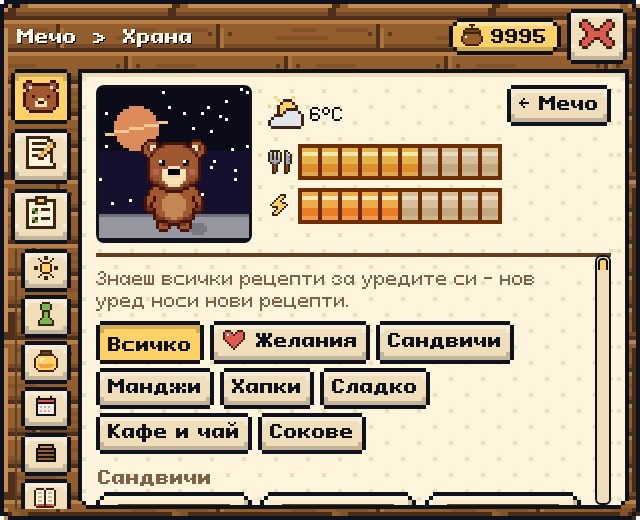 Мечо > Храна
9995
6°C
← Мечо
Знаеш всички рецепти за уредите си - нов
уред носи нови рецепти.
Всичко
Желания
Сандвичи
Манджи
Хапки
Сладко
Кафе и чай
Сокове
Сандвичи